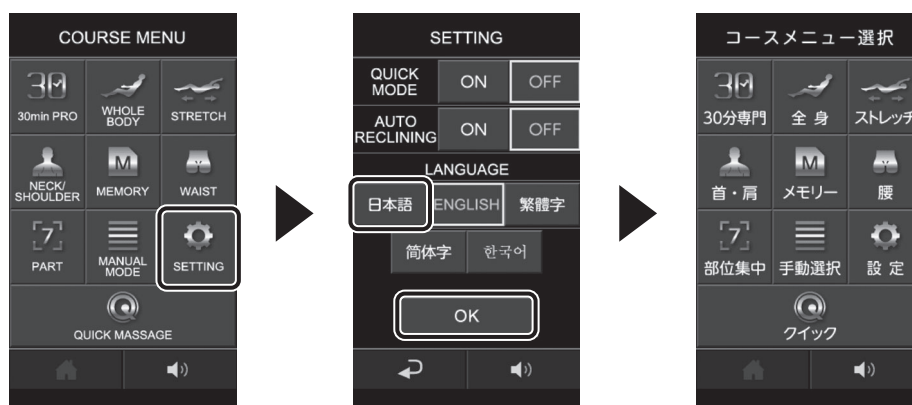 COURSE MENU
30
30min PRO
WHOLE
BODY
STRETCH
NECK/
SHOULDER
M
MEMORY
WAIST
7
PART
MANUAL
MODE
SETTING
QUICK MASSAGE
SETTING
QUICK
MODE
ON
OFF
AUTO
RECLINING
ON
OFF
LANGUAGE
日本語
ENGLISH
繁體字
简体字
한국어
OK
コースメニュー選択
30
30分専門
全 身
ストレッチ
首・肩
M
メモリー
腰
7
部位集中
手動選択
設 定
クイック